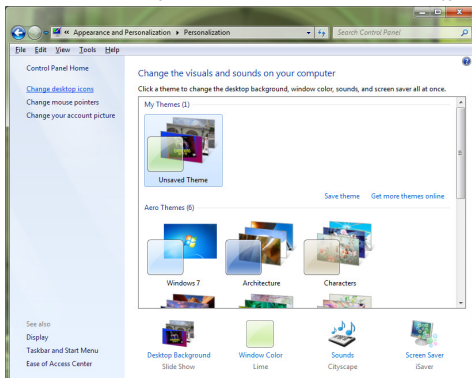 « Appearance and Personalization ▸ Personalization
Search Control Panel
File Edit View Tools Help
Control Panel Home
Change desktop icons
Change mouse pointers
Change your account picture
Change the visuals and sounds on your computer
Click a theme to change the desktop background, window color, sounds, and screen saver all at once.
My Themes (1)
Unsaved Theme
Save theme Get more themes online
Aero Themes (6)
Windows 7 Architecture Characters
See also
Display
Taskbar and Start Menu
Ease of Access Center
Desktop Background
Slide Show
Window Color
Lime
Sounds
Cityscape
Screen Saver
iSaver